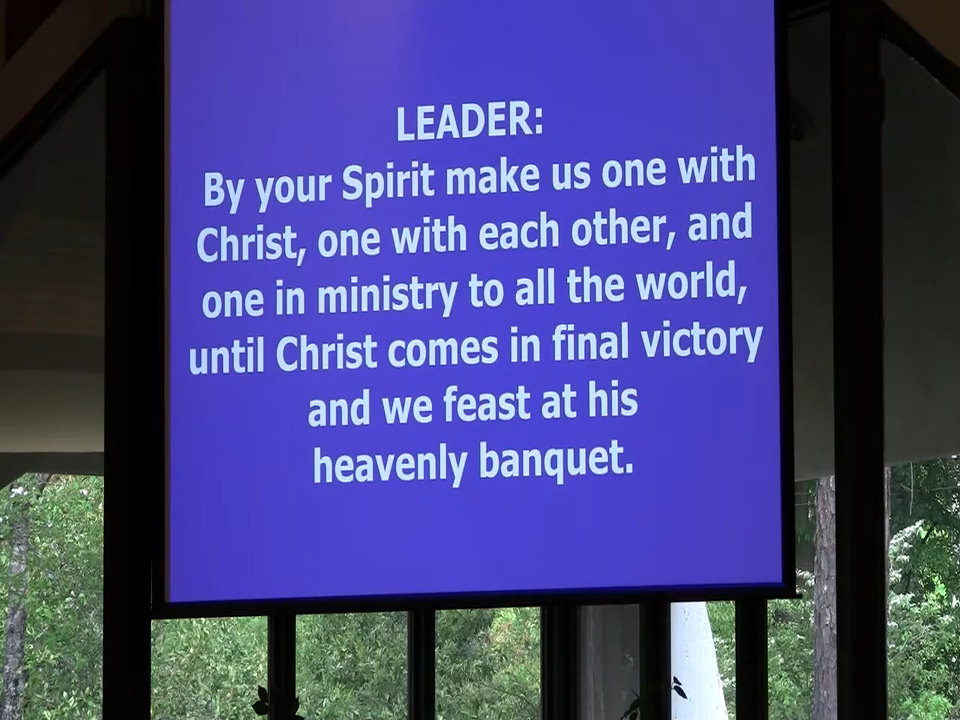 LEADER:
By your Spirit make us one with
Christ, one with each other, and
one in ministry to all the world,
until Christ comes in final victory
and we feast at his
heavenly banquet.